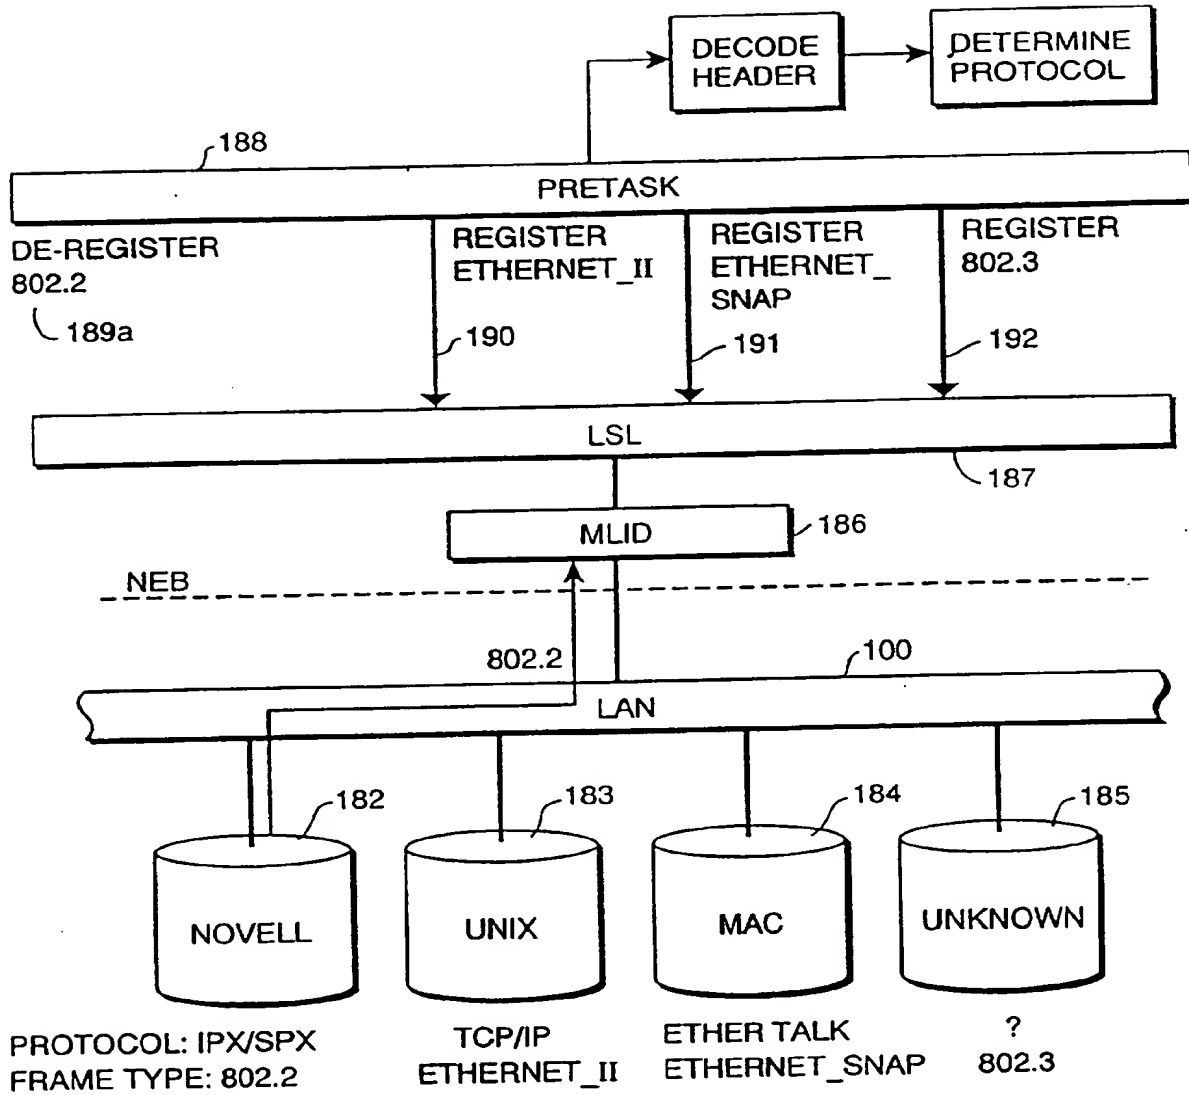 DECODE
HEADER
DETERMINE
PROTOCOL
188
PRETASK
DE-REGISTER
802.2
189a
REGISTER
ETHERNET_II
190
REGISTER
ETHERNET_
SNAP
191
REGISTER
802.3
192
LSL
187
MLID
186
NEB
802.2
100
LAN
182
183
184
185
NOVELL
UNIX
MAC
UNKNOWN
PROTOCOL: IPX/SPX
FRAME TYPE: 802.2
TCP/IP
ETHERNET_II
ETHER TALK
ETHERNET_SNAP
?
802.3